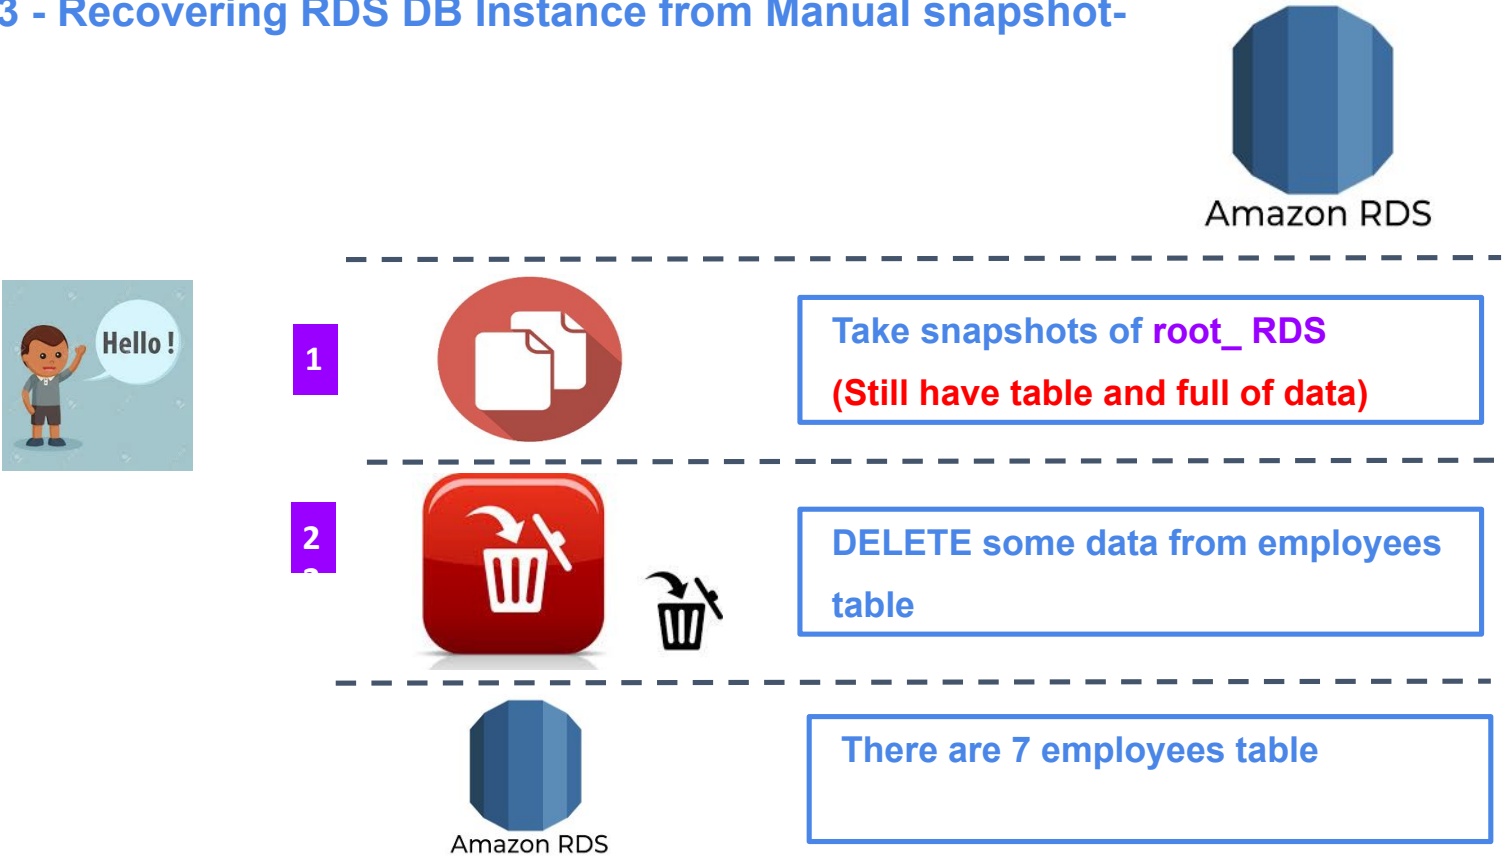 3 - Recovering RDS DB Instance from Manual snapshot-
Amazon RDS
Hello !
1
Take snapshots of root_ RDS
(Still have table and full of data)
2
DELETE some data from employees
table
There are 7 employees table
Amazon RDS